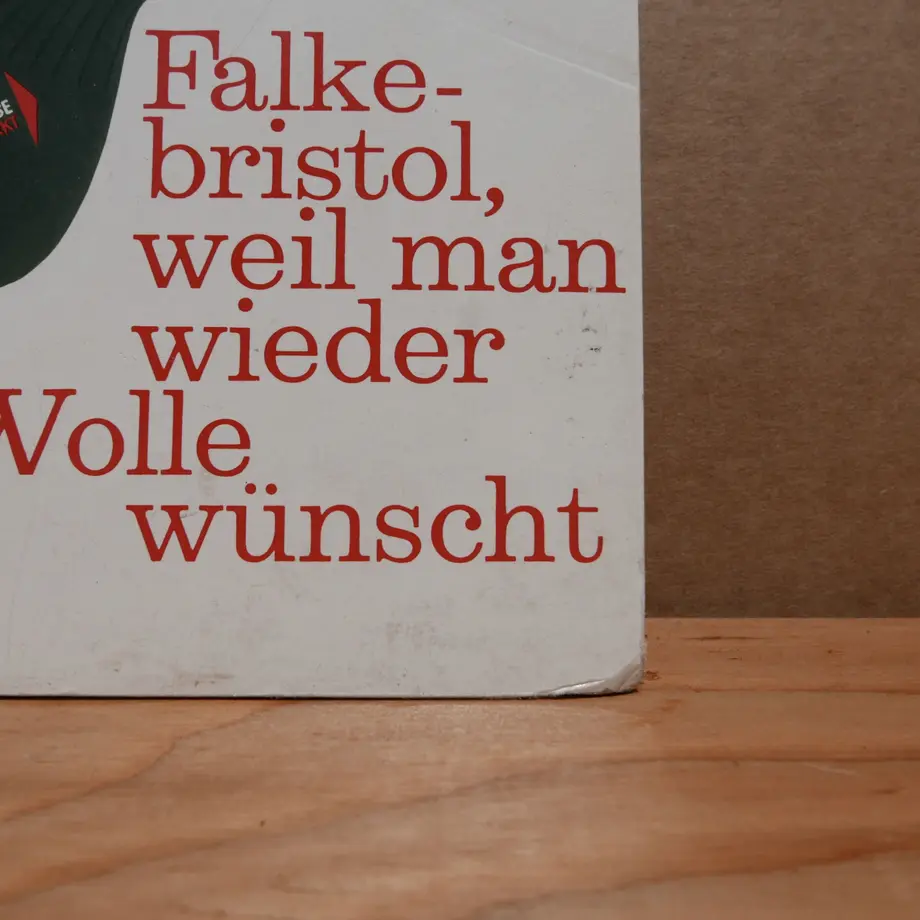 Falke-
bristol,
weil man
wieder
Wolle
wünscht